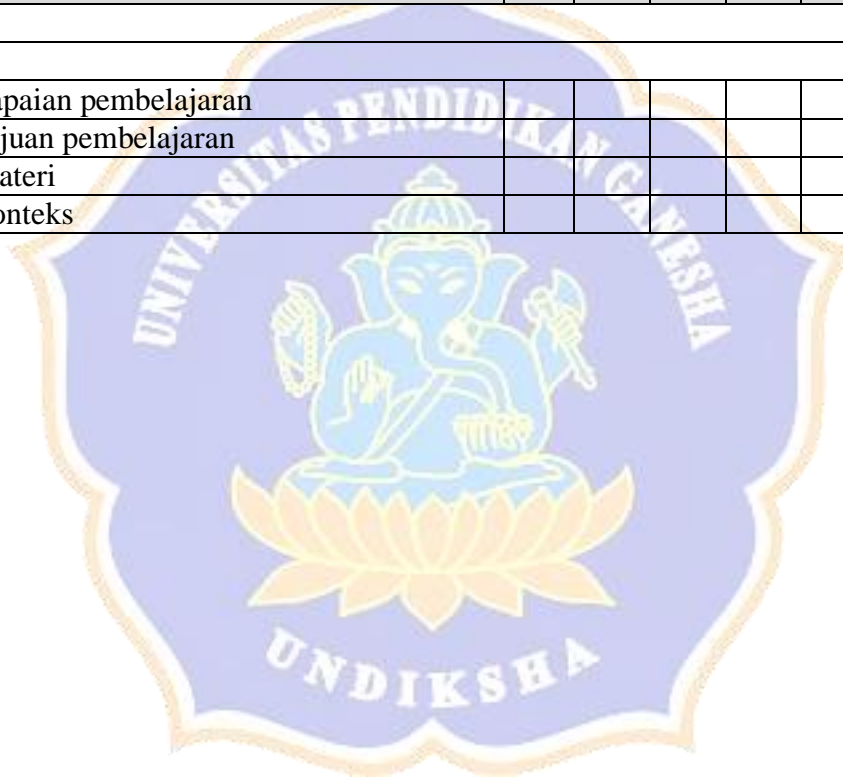 apaian pembelajaran
juan pembelajaran
ateri
onteks
UNIVERSITAS PENDIDIKAN GANESHA
UNDIKSHA